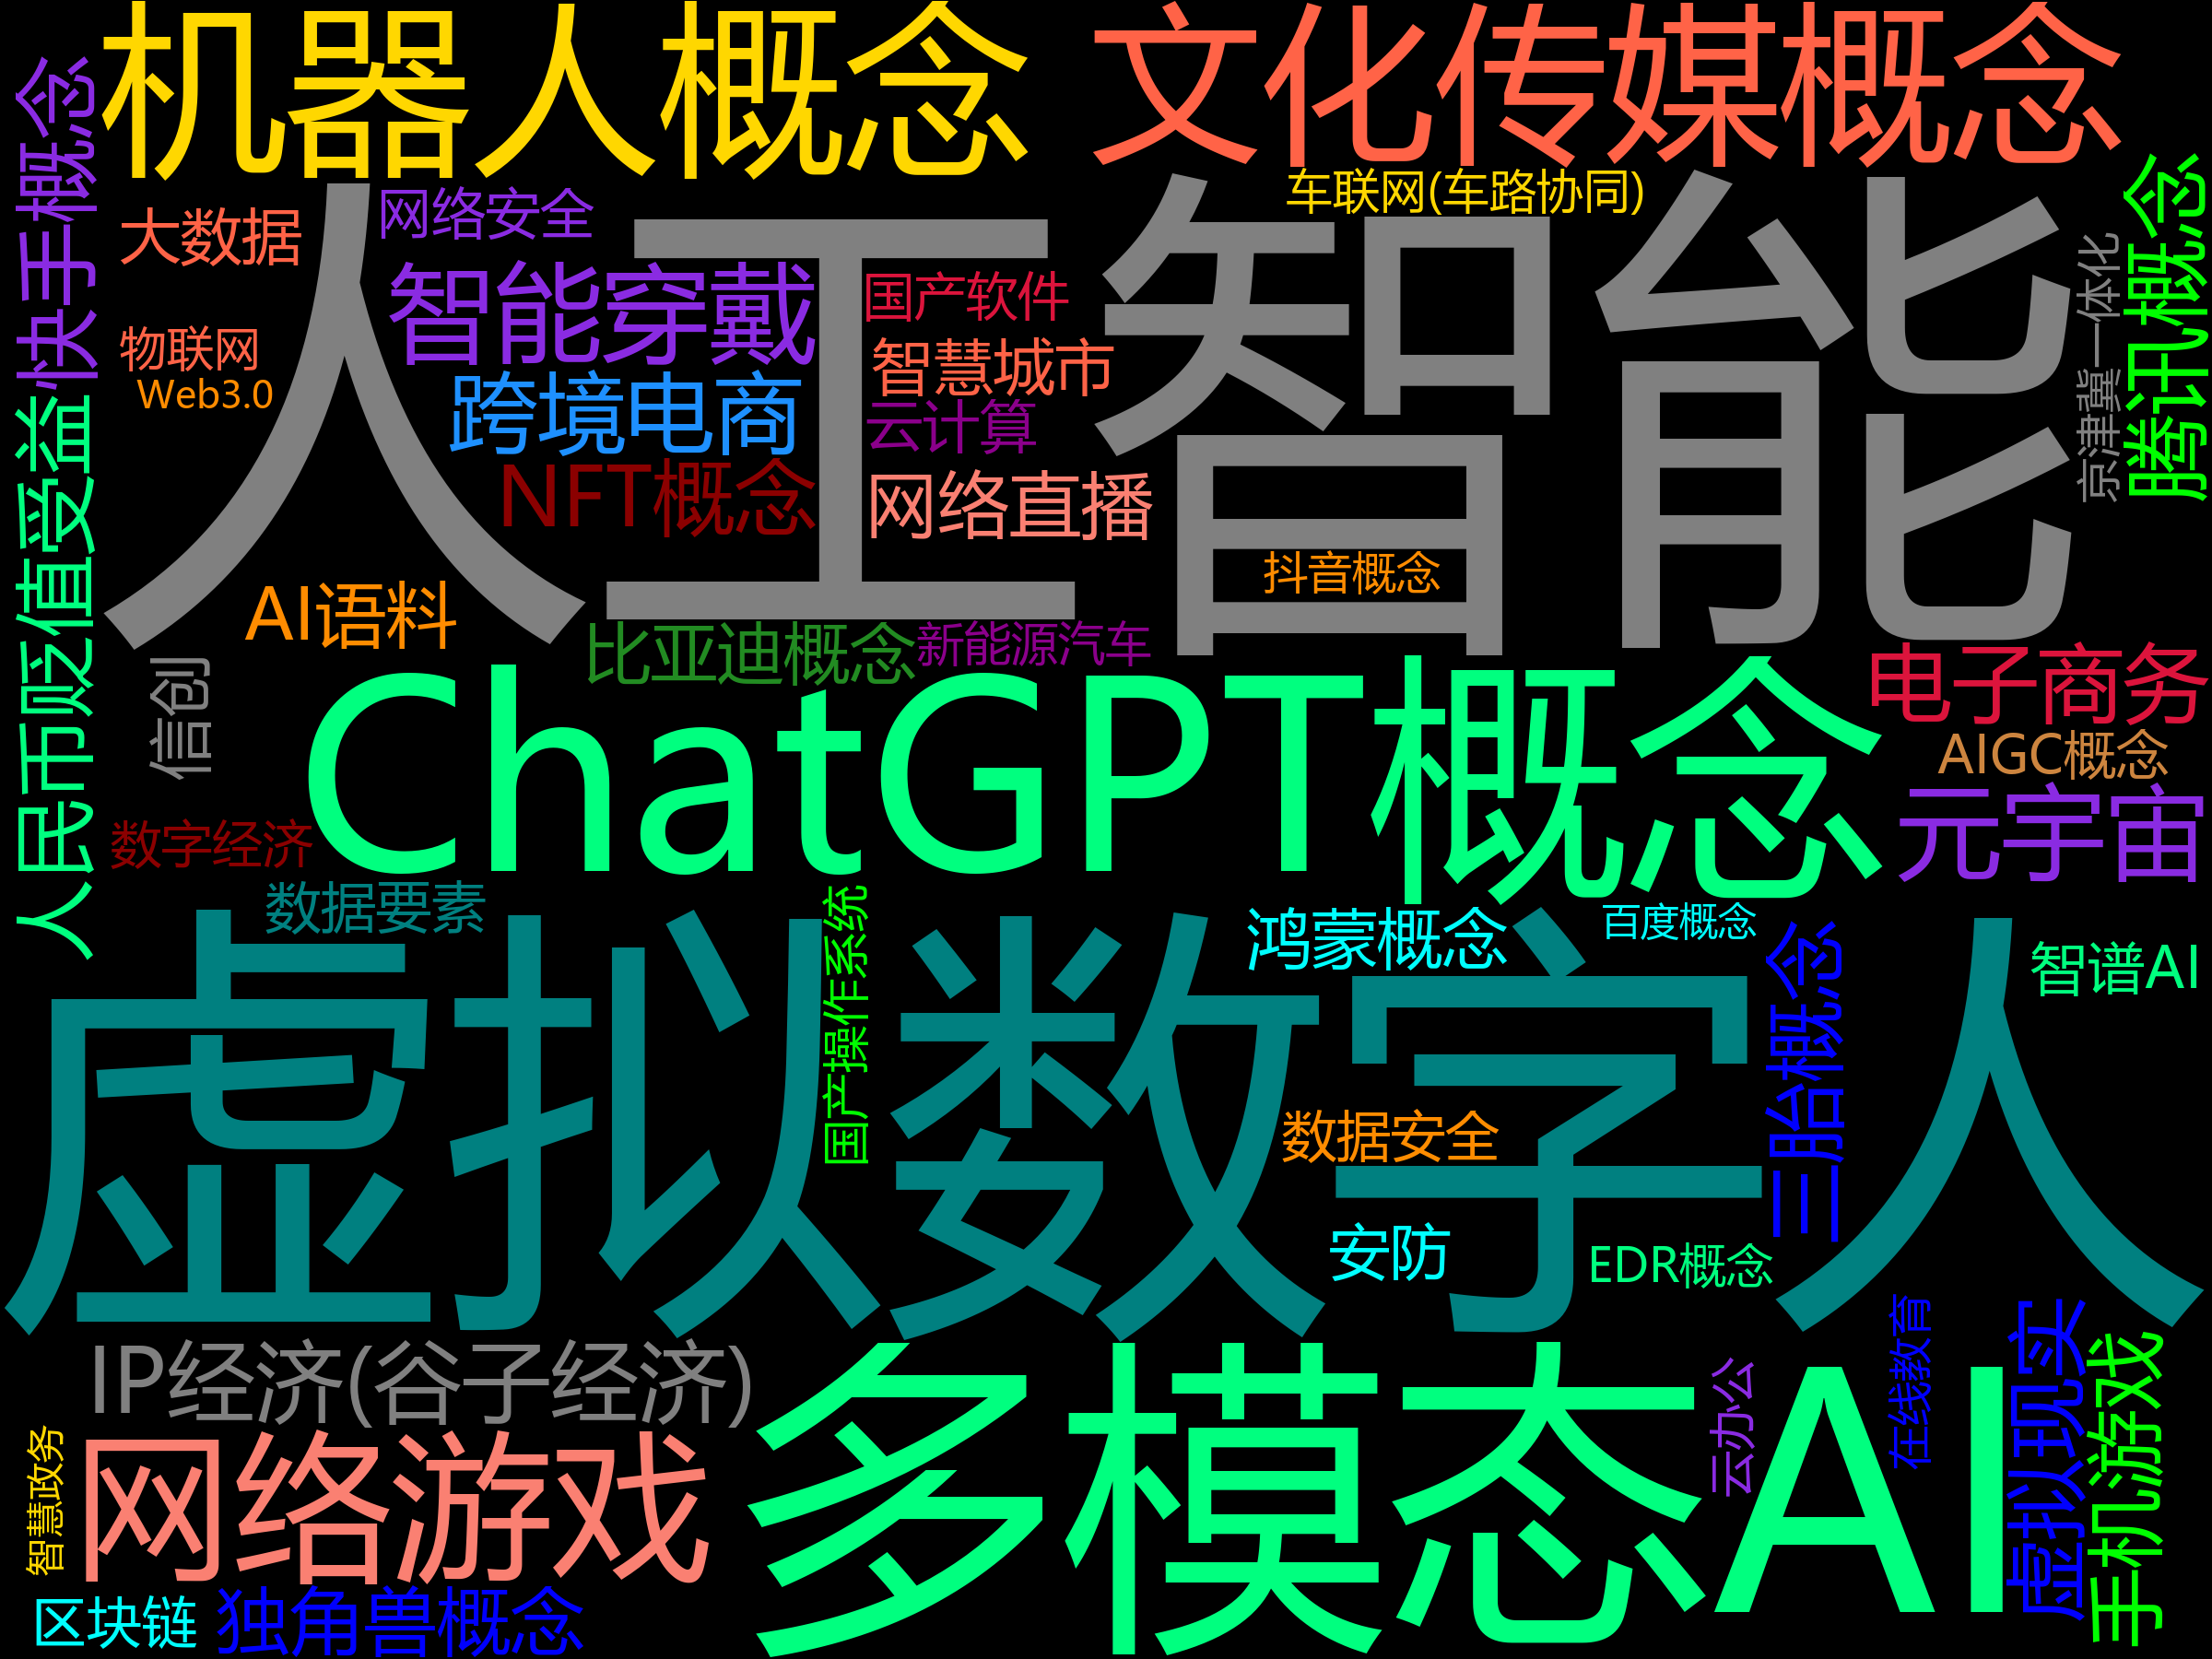 机器人概念
文化传媒概念
快手概念
大数据
网络安全
车联网(车路协同)
腾讯概念
人工智能
智能穿戴
国产软件
京津冀一体化
物联网
智慧城市
Web3.0
跨境电商
云计算
NFT概念
网络直播
抖音概念
人民币贬值受益
AI语料
比亚迪概念
新能源汽车
电子商务
信创
ChatGPT概念
AIGC概念
元宇宙
数字经济
数据要素
国产操作系统
鸿蒙概念
百度概念
三胎概念
智谱AI
虚拟数字人
数据安全
安防
EDR概念
IP经济(谷子经济)
多模态AI
云办公
在线教育
虚拟现实
手机游戏
智慧政务
网络游戏
区块链
独角兽概念